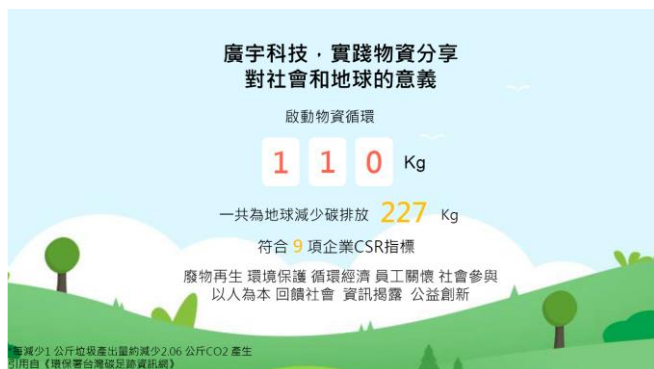 廣宇科技，實踐物資分享
對社會和地球的意義
啟動物資循環
110 Kg
一共為地球減少碳排放 227 Kg
符合 9 項企業CSR指標
廢物再生 環境保護 循環經濟 員工關懷 社會參與
以人為本 回饋社會 資訊揭露 公益創新
*每減少1 公斤垃圾產出量約減少2.06 公斤CO2 產生
引用自《環保署台灣碳足跡資訊網》